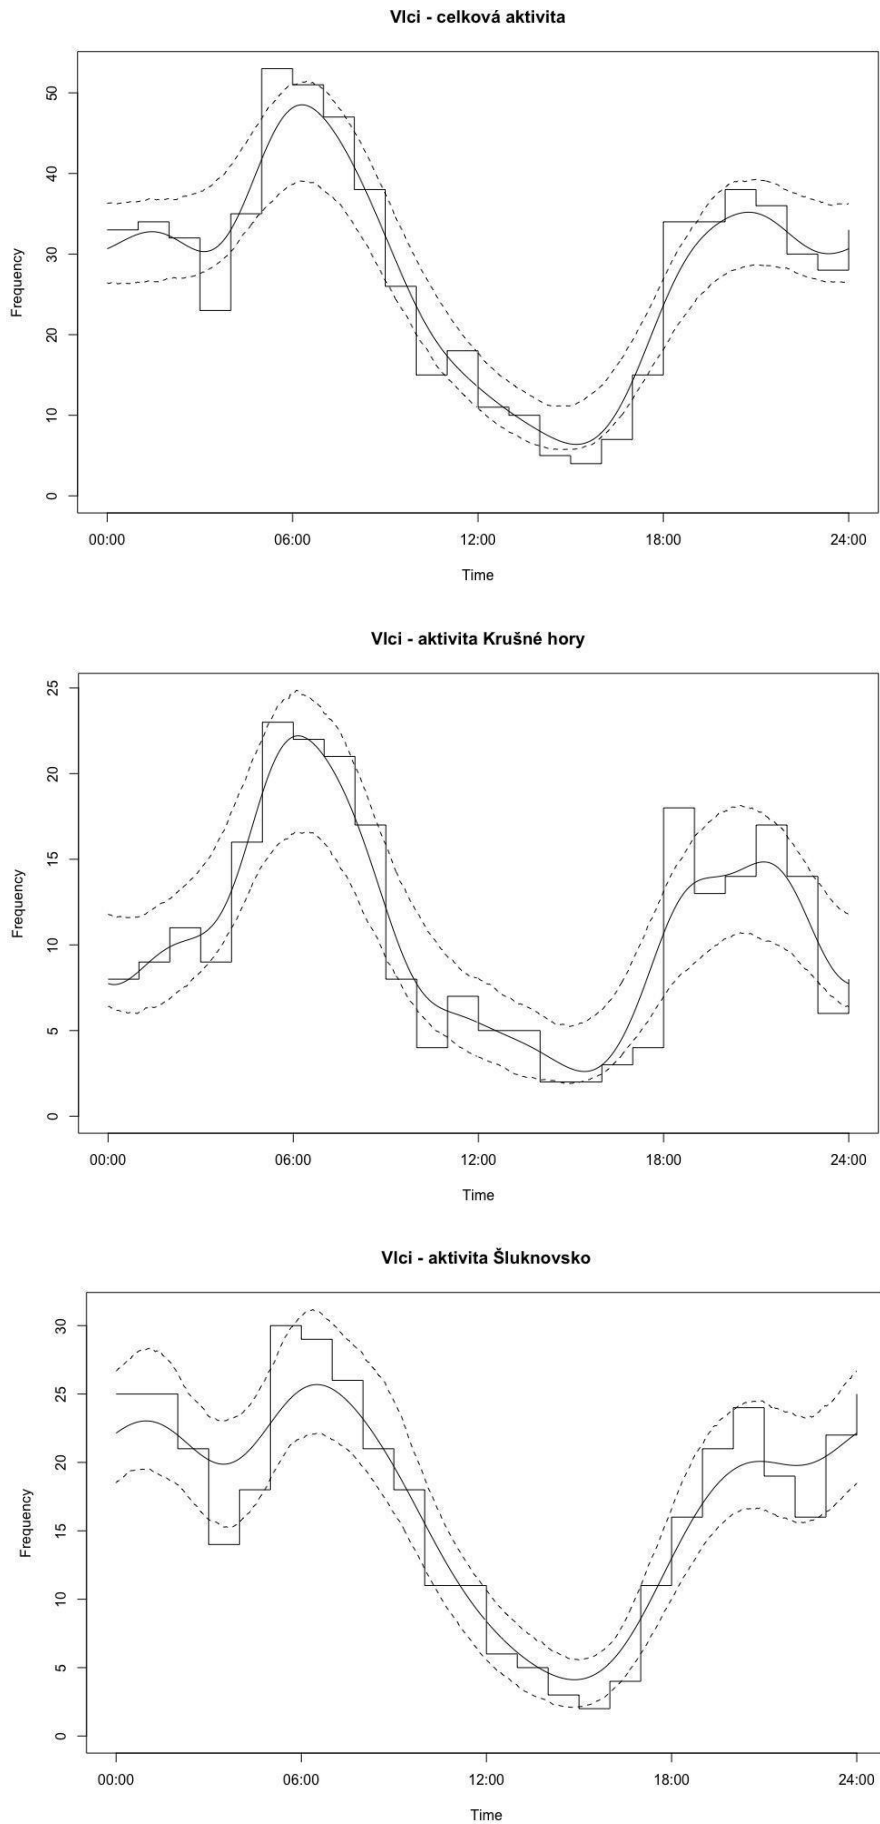 Vlci - celková aktivita
50
40
30
20
10
0
Frequency
00:00 06:00 12:00 18:00 24:00
Time
Vlci - aktivita Krušné hory
25
20
15
10
5
0
Frequency
00:00 06:00 12:00 18:00 24:00
Time
Vlci - aktivita Šluknovsko
30
25
20
15
10
5
0
Frequency
00:00 06:00 12:00 18:00 24:00
Time